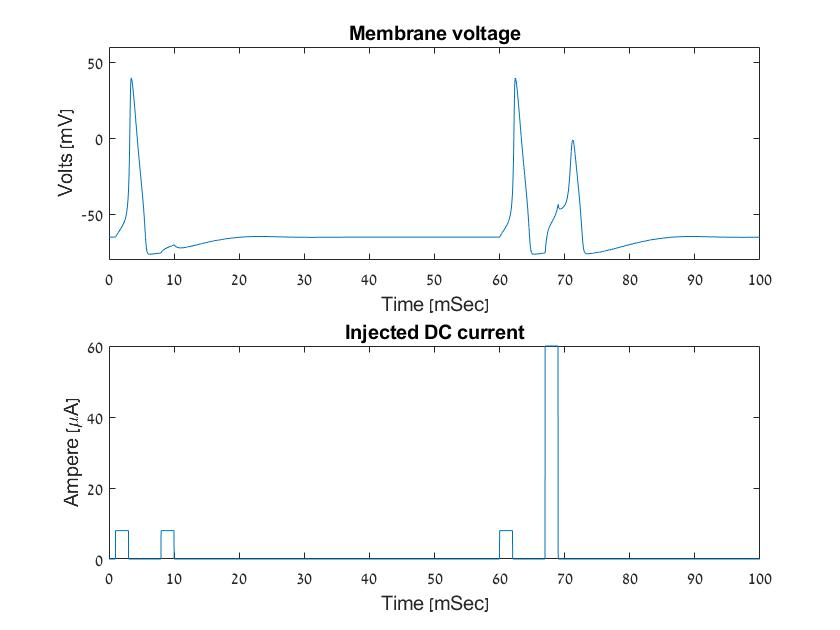 Membrane voltage
Volts [mV]
50
0
-50
0 10 20 30 40 50 60 70 80 90 100
Time [mSec]
Injected DC current
Ampere [µA]
60
40
20
0
0 10 20 30 40 50 60 70 80 90 100
Time [mSec]